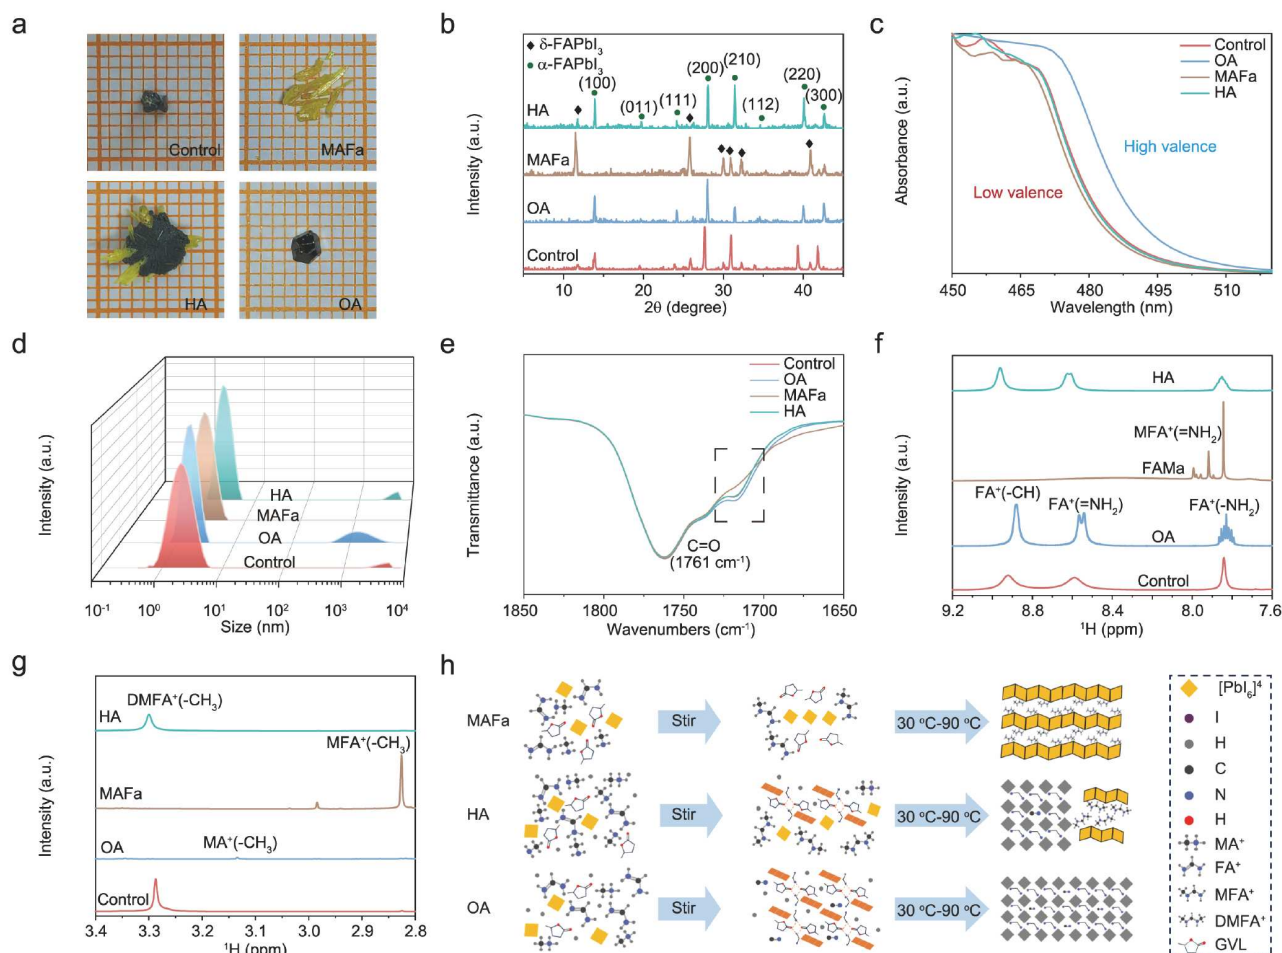 a
Control
MAFa
HA
OA
b
Intensity (a.u.)
δ-FAPbI3
α-FAPbI3
(100)
(011)
(111)
(200)
(210)
(112)
(220)
(300)
HA
MAFa
OA
Control
10
20
30
40
2θ (degree)
c
Absorbance (a.u.)
Control
OA
MAFa
HA
High valence
Low valence
450
465
480
495
510
Wavelength (nm)
d
Intensity (a.u.)
HA
MAFa
OA
Control
10-1
100
101
102
103
104
Size (nm)
e
Transmittance (a.u.)
Control
OA
MAFa
HA
C=O
(1761 cm-1)
1850
1800
1750
1700
1650
Wavenumbers (cm-1)
f
Intensity (a.u.)
HA
MFA+(=NH2)
FAMa
FA+(-CH)
FA+(=NH2)
FA+(-NH2)
OA
Control
9.2
8.8
8.4
8.0
7.6
1H (ppm)
g
Intensity (a.u.)
DMFA+(-CH3)
HA
MFA+(-CH3)
MAFa
MA+(-CH3)
OA
Control
3.4
3.3
3.2
3.1
3.0
2.9
2.8
1H (ppm)
h
MAFa
Stir
30 °C-90 °C
HA
Stir
30 °C-90 °C
OA
Stir
30 °C-90 °C
[PbI6]4
I
H
C
N
H
MA+
FA+
MFA+
DMFA+
GVL